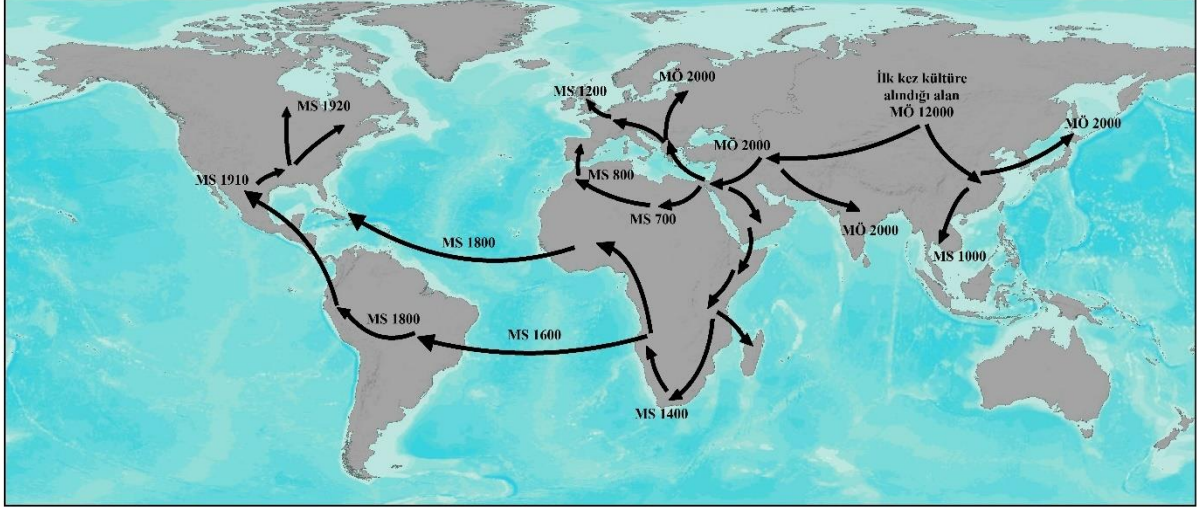 İlk kez kültüre
alındığı alan
MÖ 12000
MÖ 2000
MS 1200
MS 1920
MÖ 2000
MÖ 2000
MS 1910
MS 800
MS 700
MÖ 2000
MS 1000
MS 1800
MS 1800
MS 1600
MS 1400